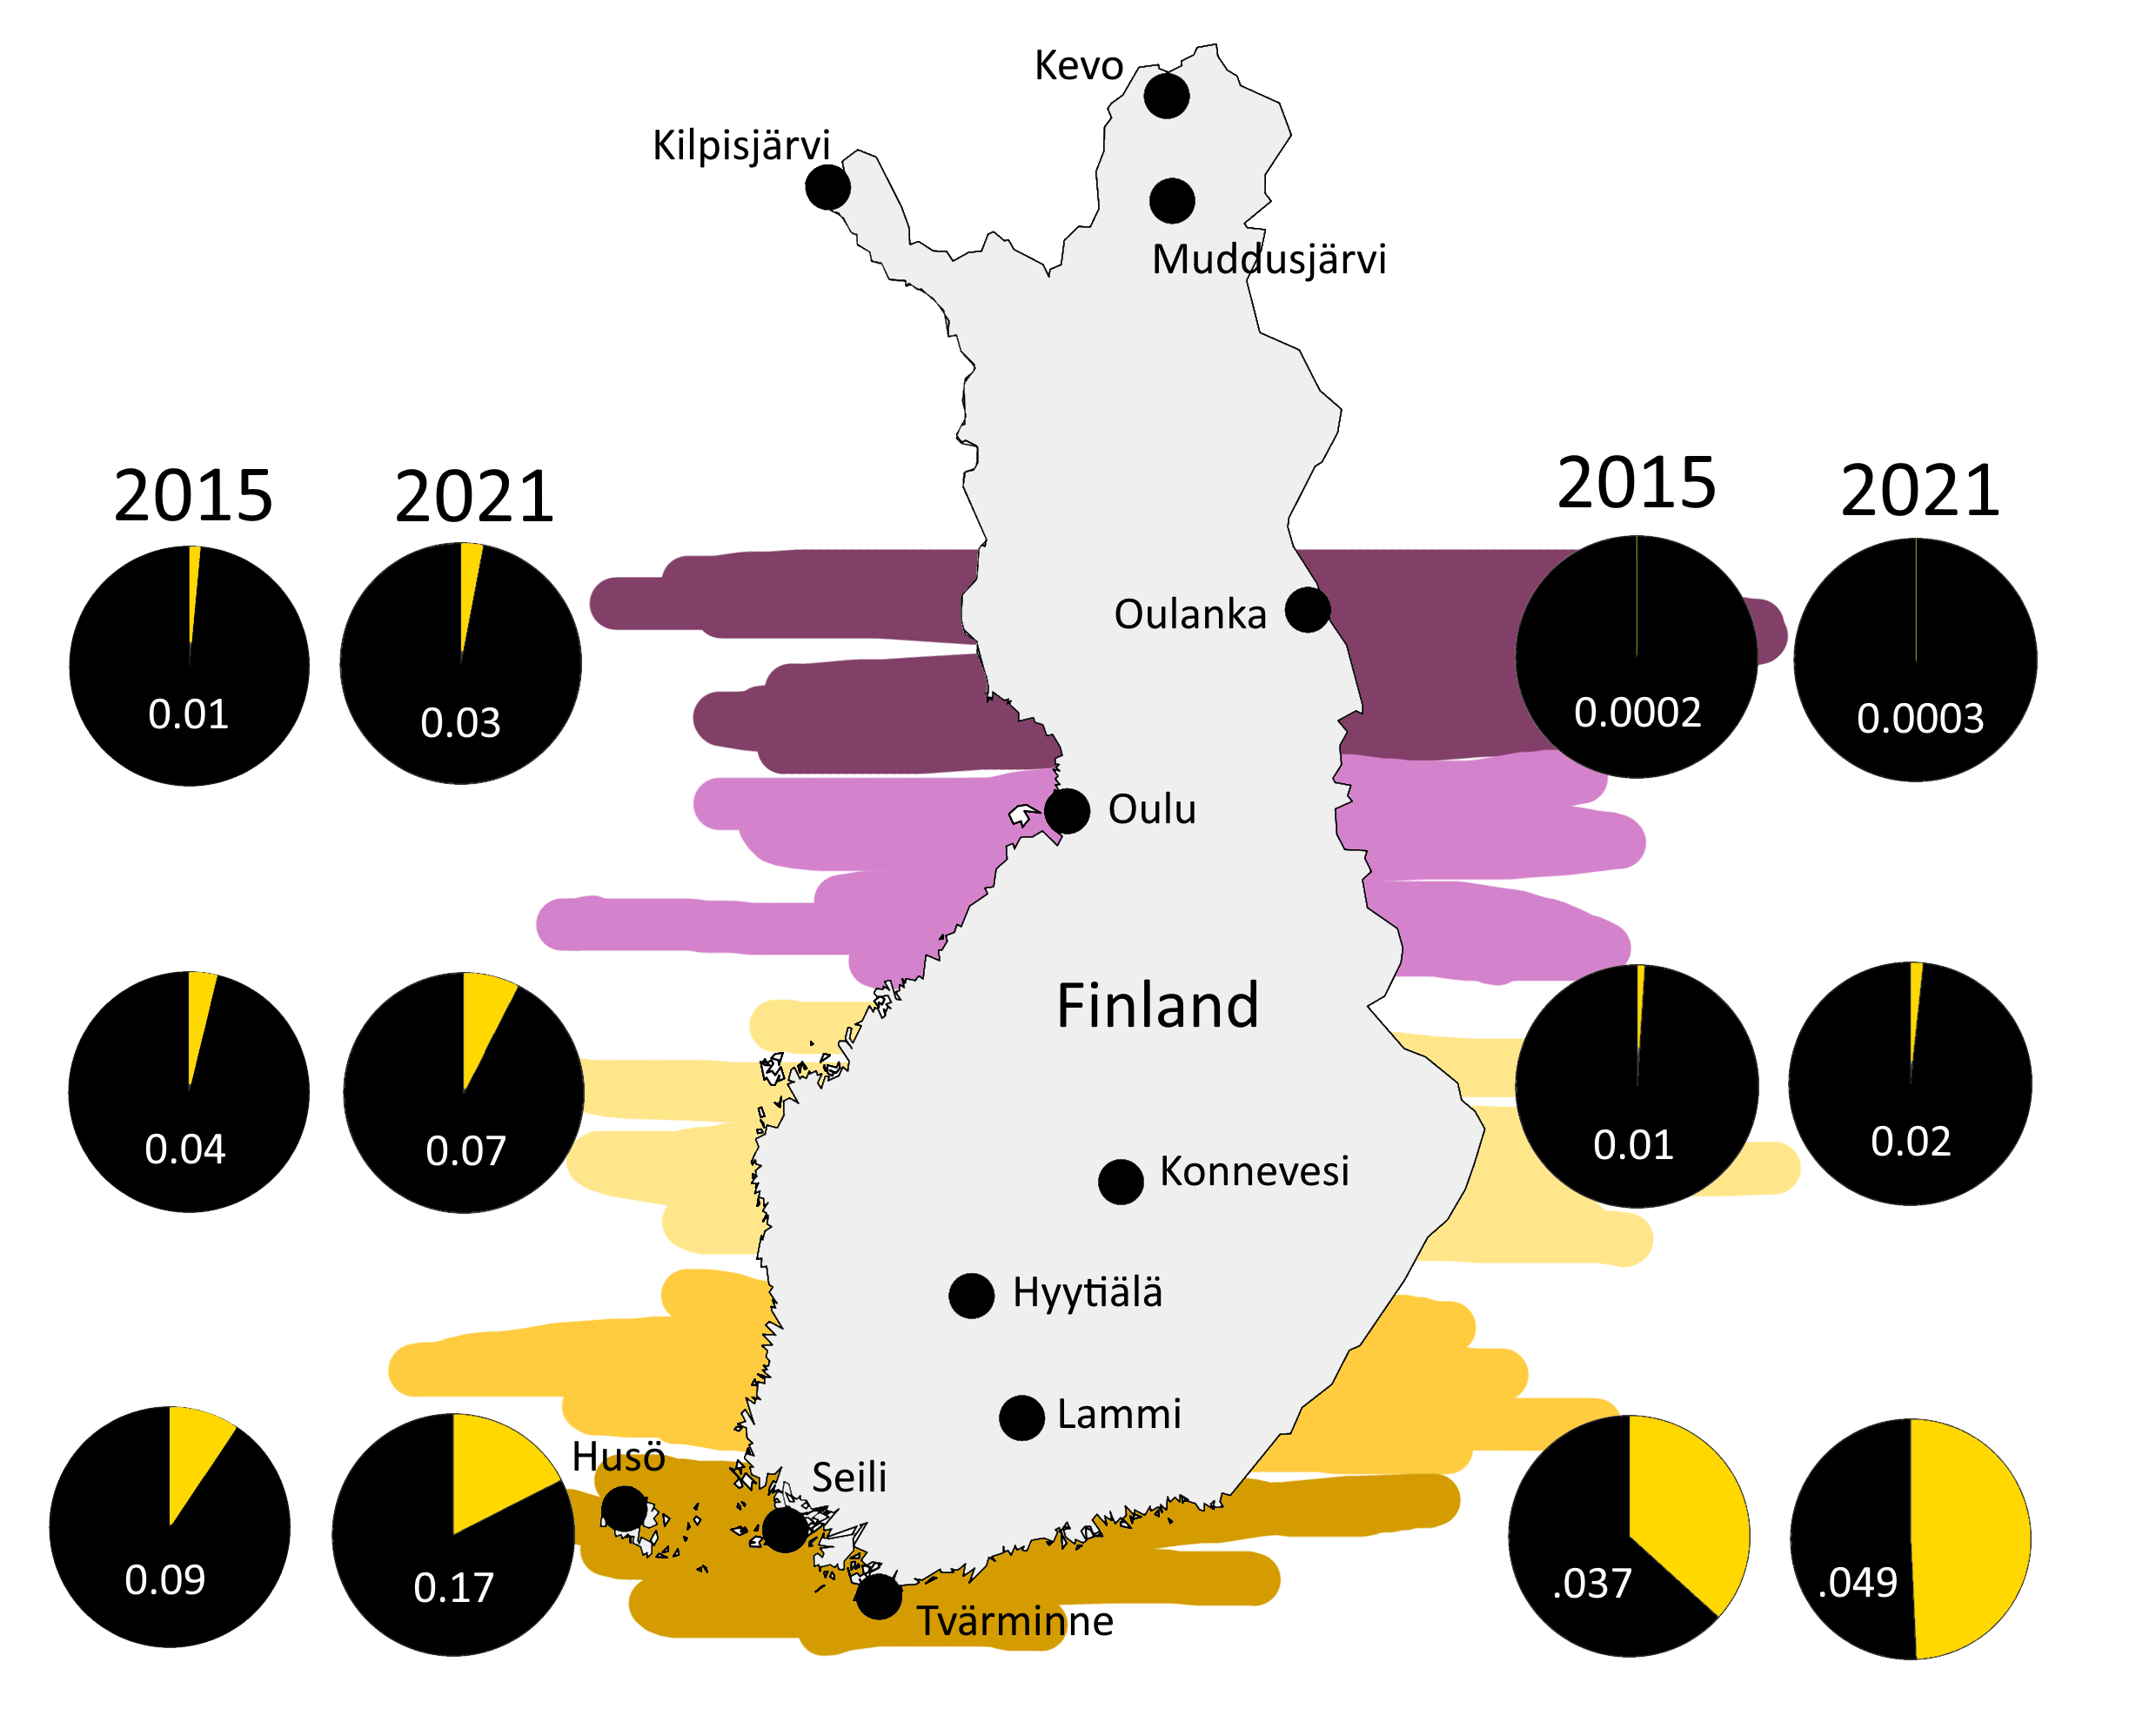 Kevo
Kilpisjärvi
Muddusjärvi
2015
2021
2015
2021
Oulanka
0.01
0.03
0.0002
0.0003
Oulu
Finland
0.04
0.07
0.01
0.02
Konnevesi
Hyytiälä
Lammi
Husö
Seili
0.09
0.17
.037
.049
Tvärminne